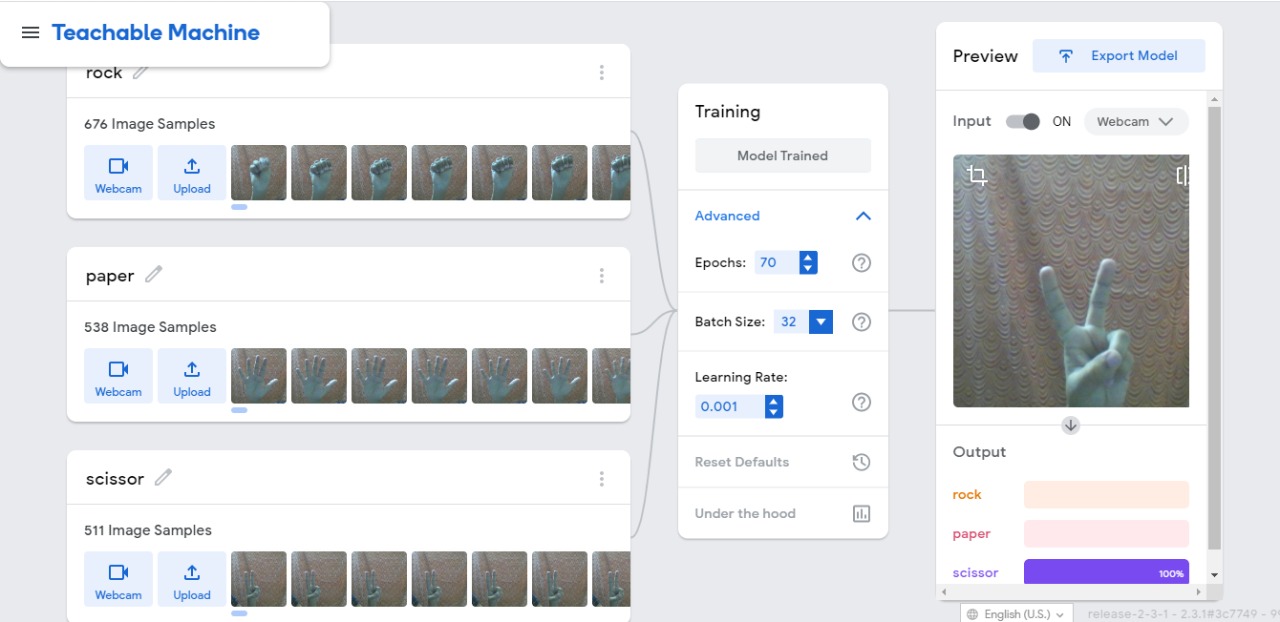 Teachable Machine
rock
676 Image Samples
Webcam
Upload
paper
538 Image Samples
Webcam
Upload
scissor
511 Image Samples
Webcam
Upload
Training
Model Trained
Advanced
Epochs: 70
Batch Size: 32
Learning Rate:
0.001
Reset Defaults
Under the hood
Preview
Export Model
Input ON Webcam
Output
rock
paper
scissor 100%
English (U.S.)
release-2-3-1 - 2.3.1#3c7749 - 99